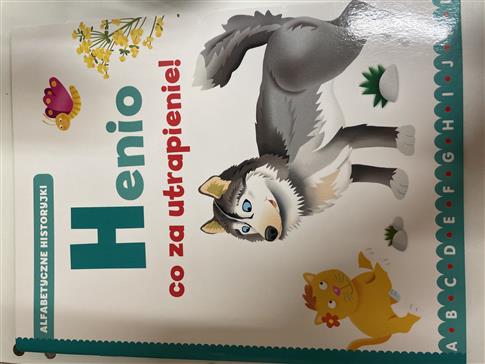 ALFABETYCZNE HISTORYJKI
Henio
co za utrapienie!
A • B • C • D • E • F • G • H • I • J •